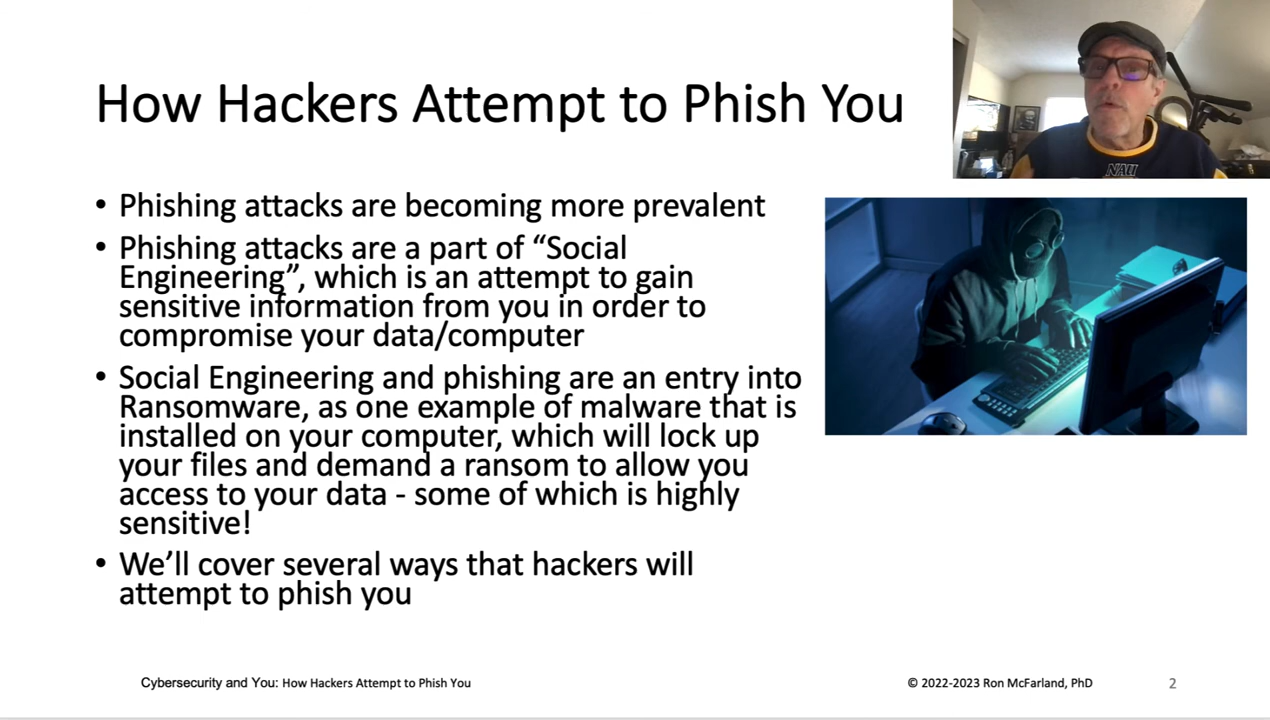 How Hackers Attempt to Phish You
NAU
• Phishing attacks are becoming more prevalent
• Phishing attacks are a part of “Social
Engineering”, which is an attempt to gain
sensitive information from you in order to
compromise your data/computer
• Social Engineering and phishing are an entry into
Ransomware, as one example of malware that is
installed on your computer, which will lock up
your files and demand a ransom to allow you
access to your data - some of which is highly
sensitive!
• We’ll cover several ways that hackers will
attempt to phish you
Cybersecurity and You: How Hackers Attempt to Phish You
© 2022-2023 Ron McFarland, PhD
2